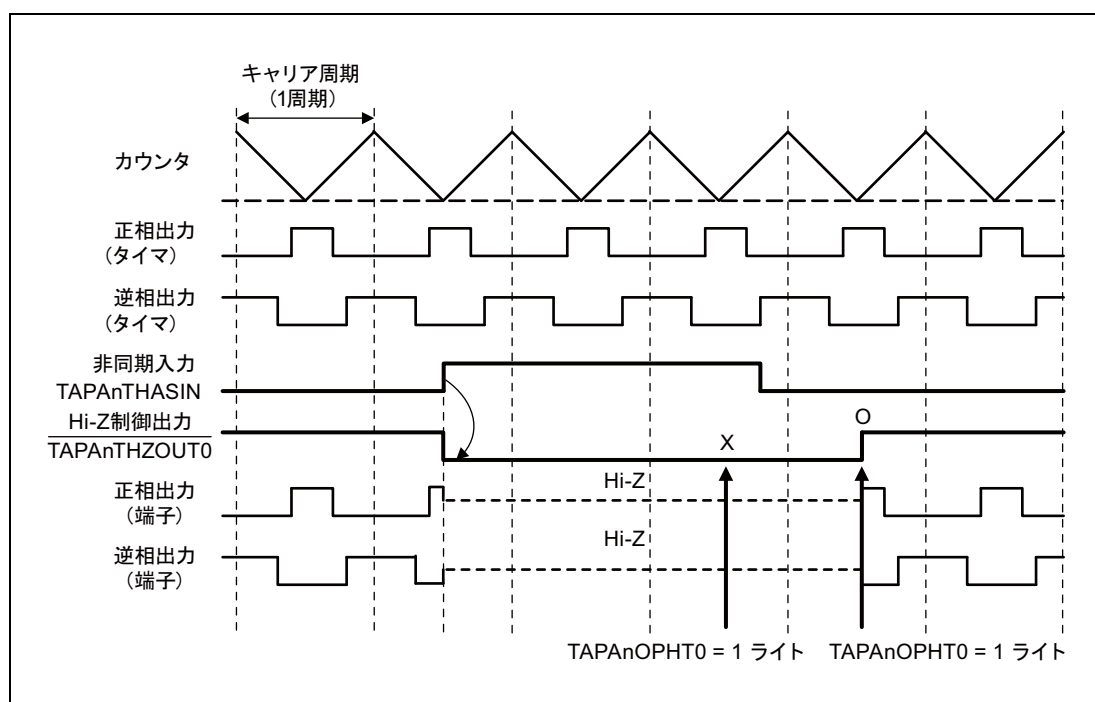 キャリア周期
(1周期)
カウンタ
正相出力
(タイマ)
逆相出力
(タイマ)
非同期入力
TAPAnTHASIN
Hi-Z制御出力
TAPAnTHZOUT0
X
O
正相出力
(端子)
Hi-Z
逆相出力
(端子)
Hi-Z
TAPAnOPHT0 = 1 ライト
TAPAnOPHT0 = 1 ライト